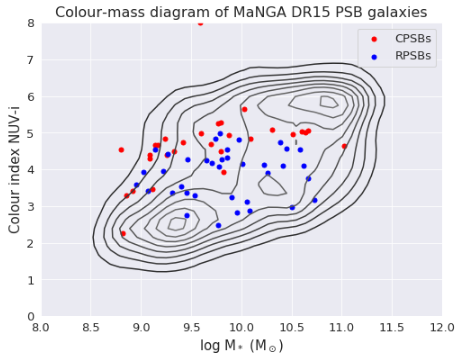 Colour-mass diagram of MaNGA DR15 PSB galaxies
CPSBs
RPSBs
Colour index NUV-i
8
7
6
5
4
3
2
1
0
8.0 8.5 9.0 9.5 10.0 10.5 11.0 11.5 12.0
log M* (M⊙)